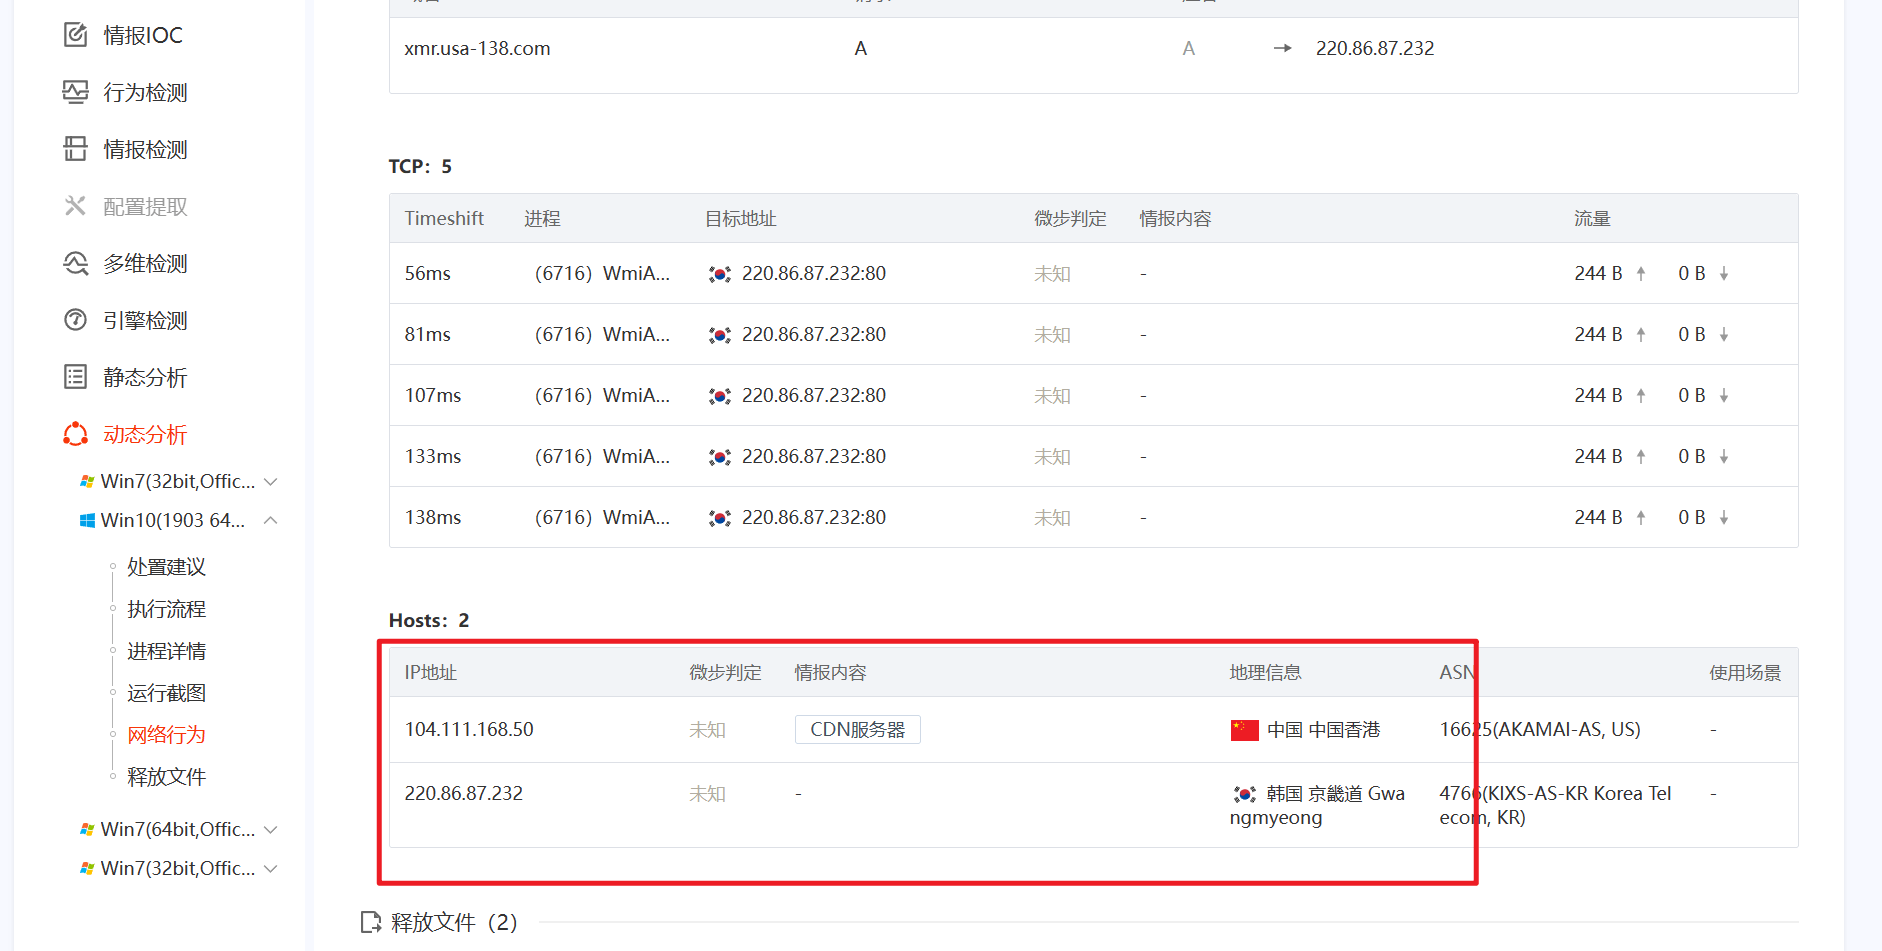 情报IOC
行为检测
情报检测
配置提取
多维检测
引擎检测
静态分析
动态分析
Win7(32bit,Offic...
Win10(1903 64...
处置建议
执行流程
进程详情
运行截图
网络行为
释放文件
Win7(64bit,Offic...
Win7(32bit,Offic...
xmr.usa-138.com A A → 220.86.87.232
TCP：5
Timeshift 进程 目标地址 微步判定 情报内容 流量
56ms （6716）WmiA... 220.86.87.232:80 未知 - 244 B ↑ 0 B ↓
81ms （6716）WmiA... 220.86.87.232:80 未知 - 244 B ↑ 0 B ↓
107ms （6716）WmiA... 220.86.87.232:80 未知 - 244 B ↑ 0 B ↓
133ms （6716）WmiA... 220.86.87.232:80 未知 - 244 B ↑ 0 B ↓
138ms （6716）WmiA... 220.86.87.232:80 未知 - 244 B ↑ 0 B ↓
Hosts：2
IP地址 微步判定 情报内容 地理信息 ASN 使用场景
104.111.168.50 未知 CDN服务器 中国 中国香港 16625(AKAMAI-AS, US) -
220.86.87.232 未知 - 韩国 京畿道 Gwa 4766(KIXS-AS-KR Korea Tel -
ngmyeong ecom, KR)
释放文件（2）